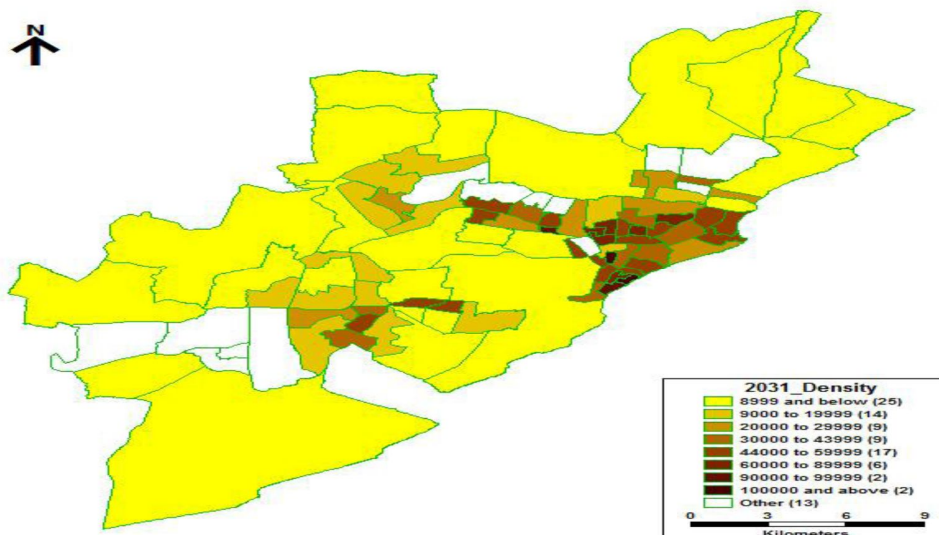 N
2031_Density
8999 and below (25)
9000 to 19999 (14)
20000 to 29999 (9)
30000 to 43999 (9)
44000 to 59999 (17)
60000 to 89999 (6)
90000 to 99999 (2)
100000 and above (2)
Other (13)
0 3 6 9
Kilometers